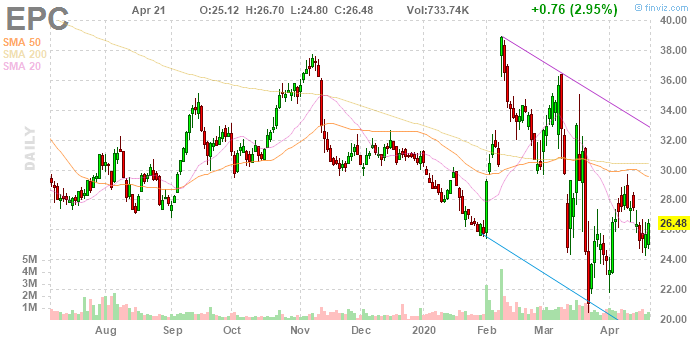 © finviz.com
EPC Apr 21 O:25.12 H:26.70 L:24.80 C:26.48 Vol:733.74K +0.76 (2.95%)
SMA 50
SMA 200
SMA 20
DAILY
40.00
38.00
36.00
34.00
32.00
30.00
28.00
26.48
26.00
24.00
22.00
20.00
5M
4M
3M
2M
1M
Aug Sep Oct Nov Dec 2020 Feb Mar Apr